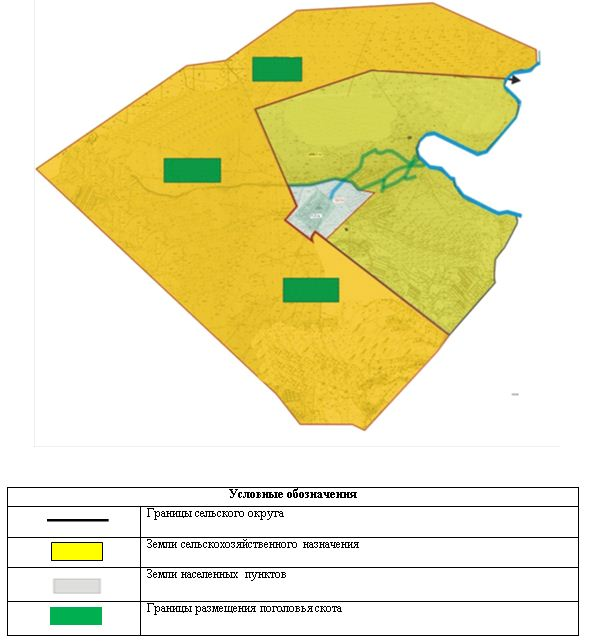 Условные обозначения
Границы сельского округа
Земли сельскохозяйственного назначения
Земли населенных пунктов
Границы размещения поголовья скота